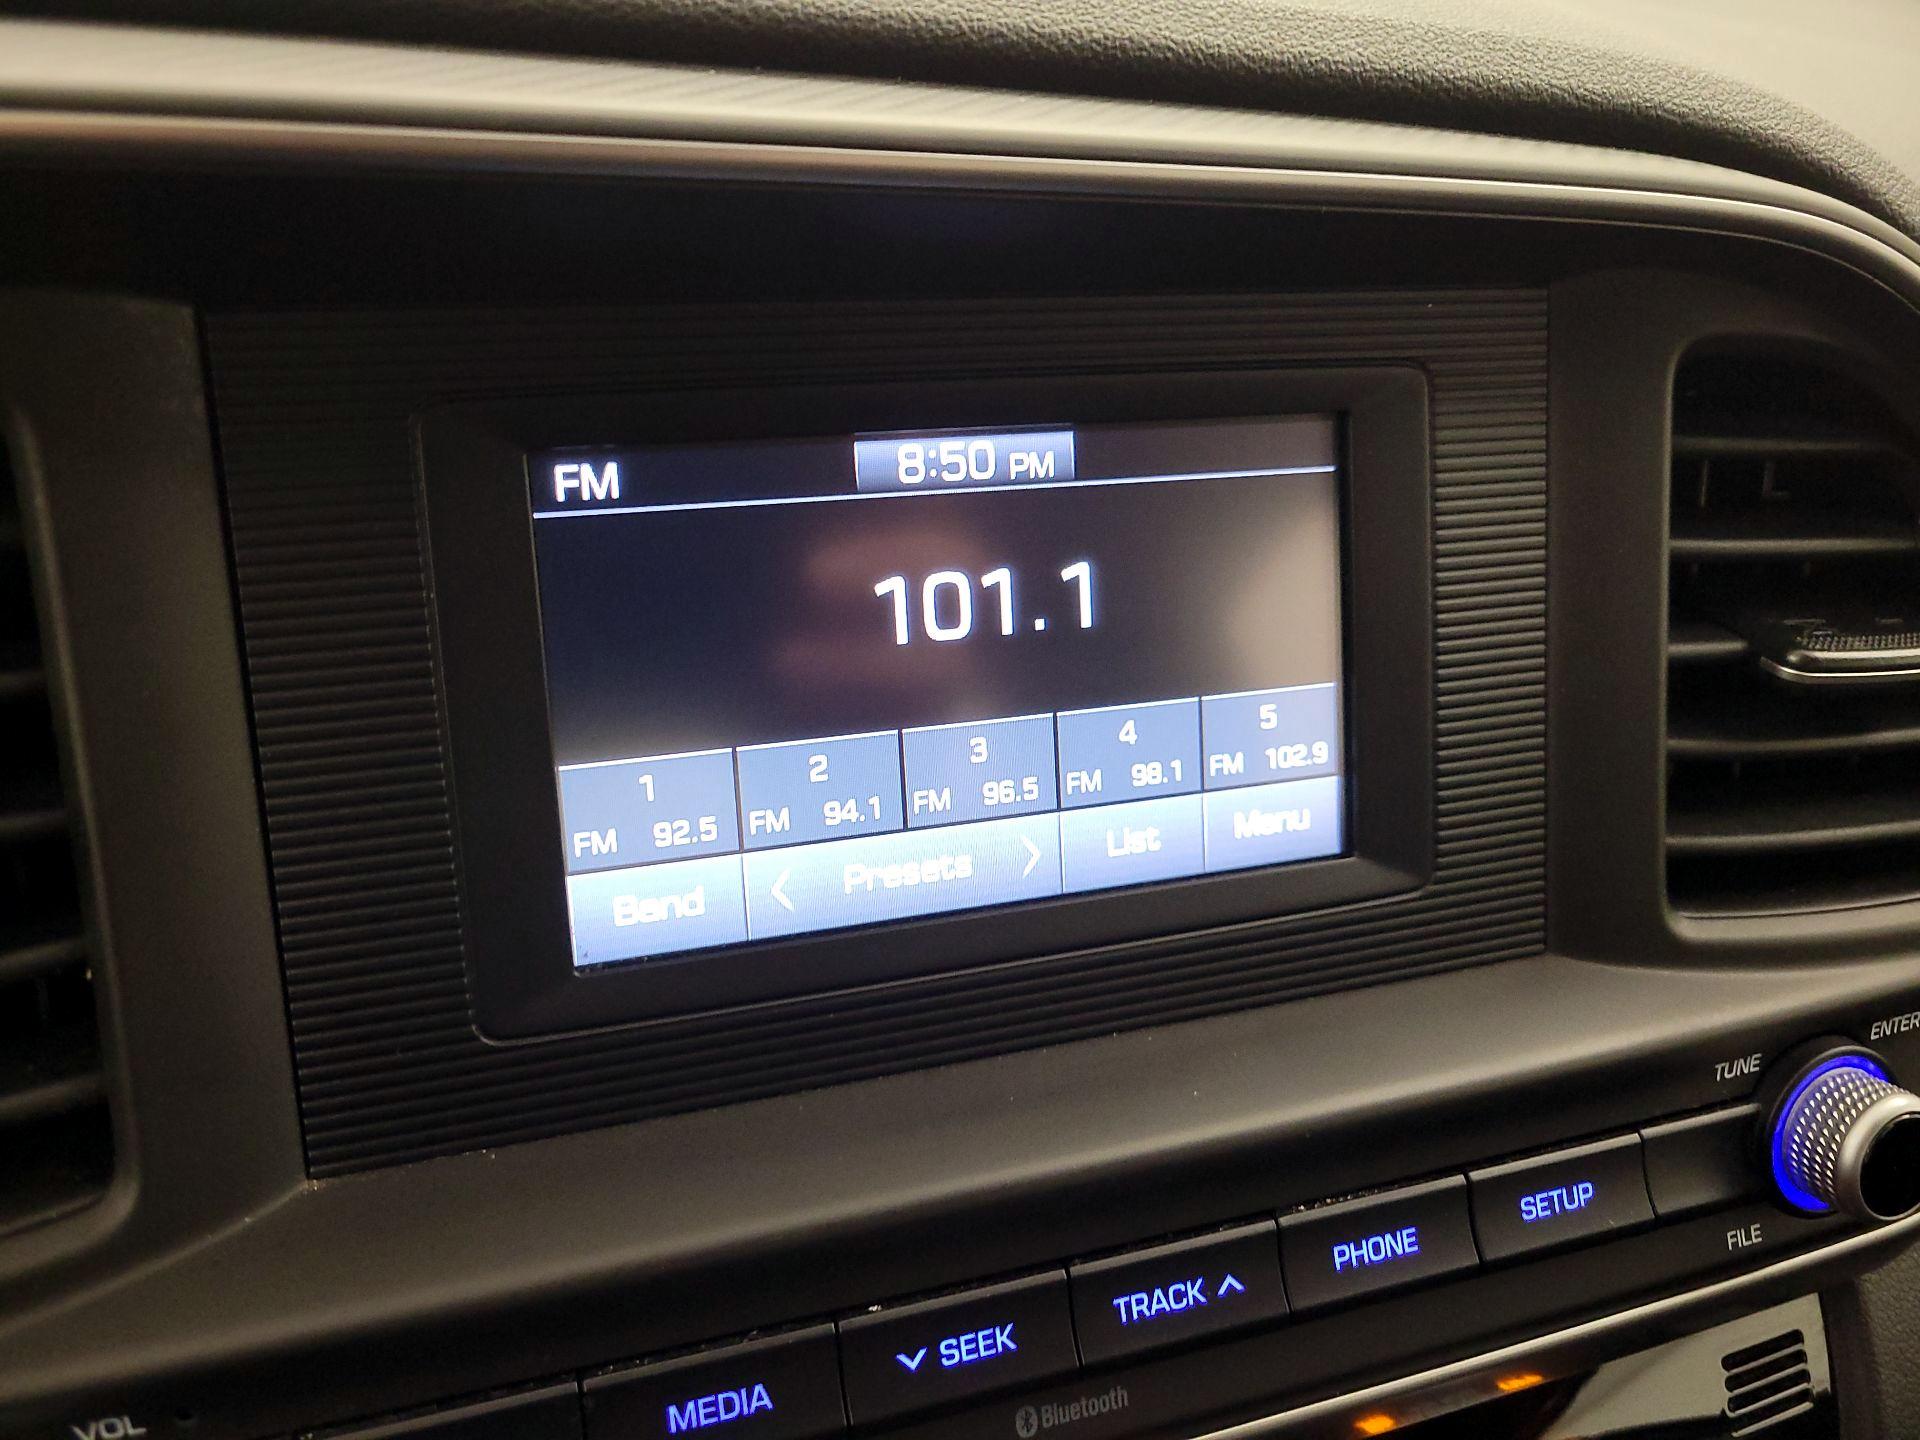 FM 8:50 PM
101.1
1 2 3 4 5
FM 92.5 FM 94.1 FM 96.5 FM 98.1 FM 102.9
Band < Presets > List Menu
ENTER
TUNE
FILE
VOL MEDIA SEEK TRACK PHONE SETUP
Bluetooth